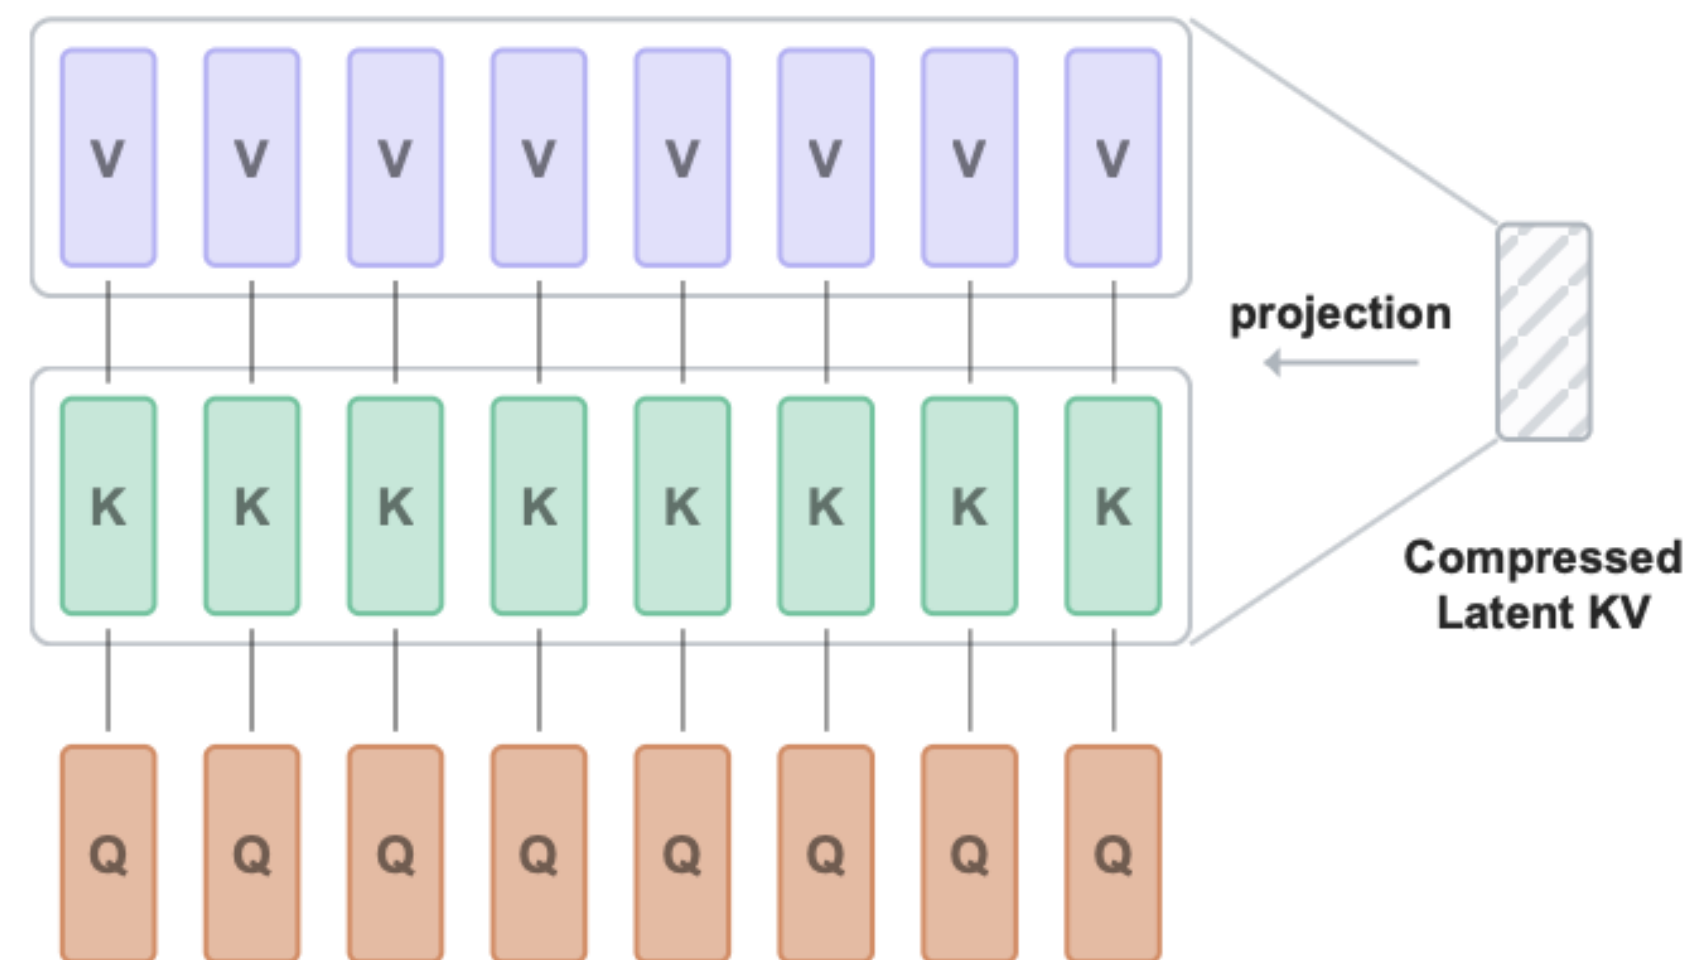 V V V V V V V V
projection
K K K K K K K K
Compressed
Latent KV
Q Q Q Q Q Q Q Q